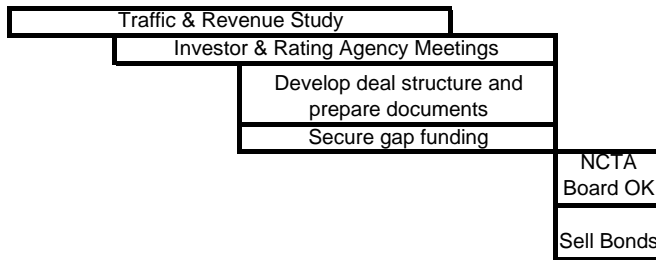 Traffic & Revenue Study
Investor & Rating Agency Meetings
Develop deal structure and
prepare documents
Secure gap funding
NCTA
Board OK
Sell Bonds